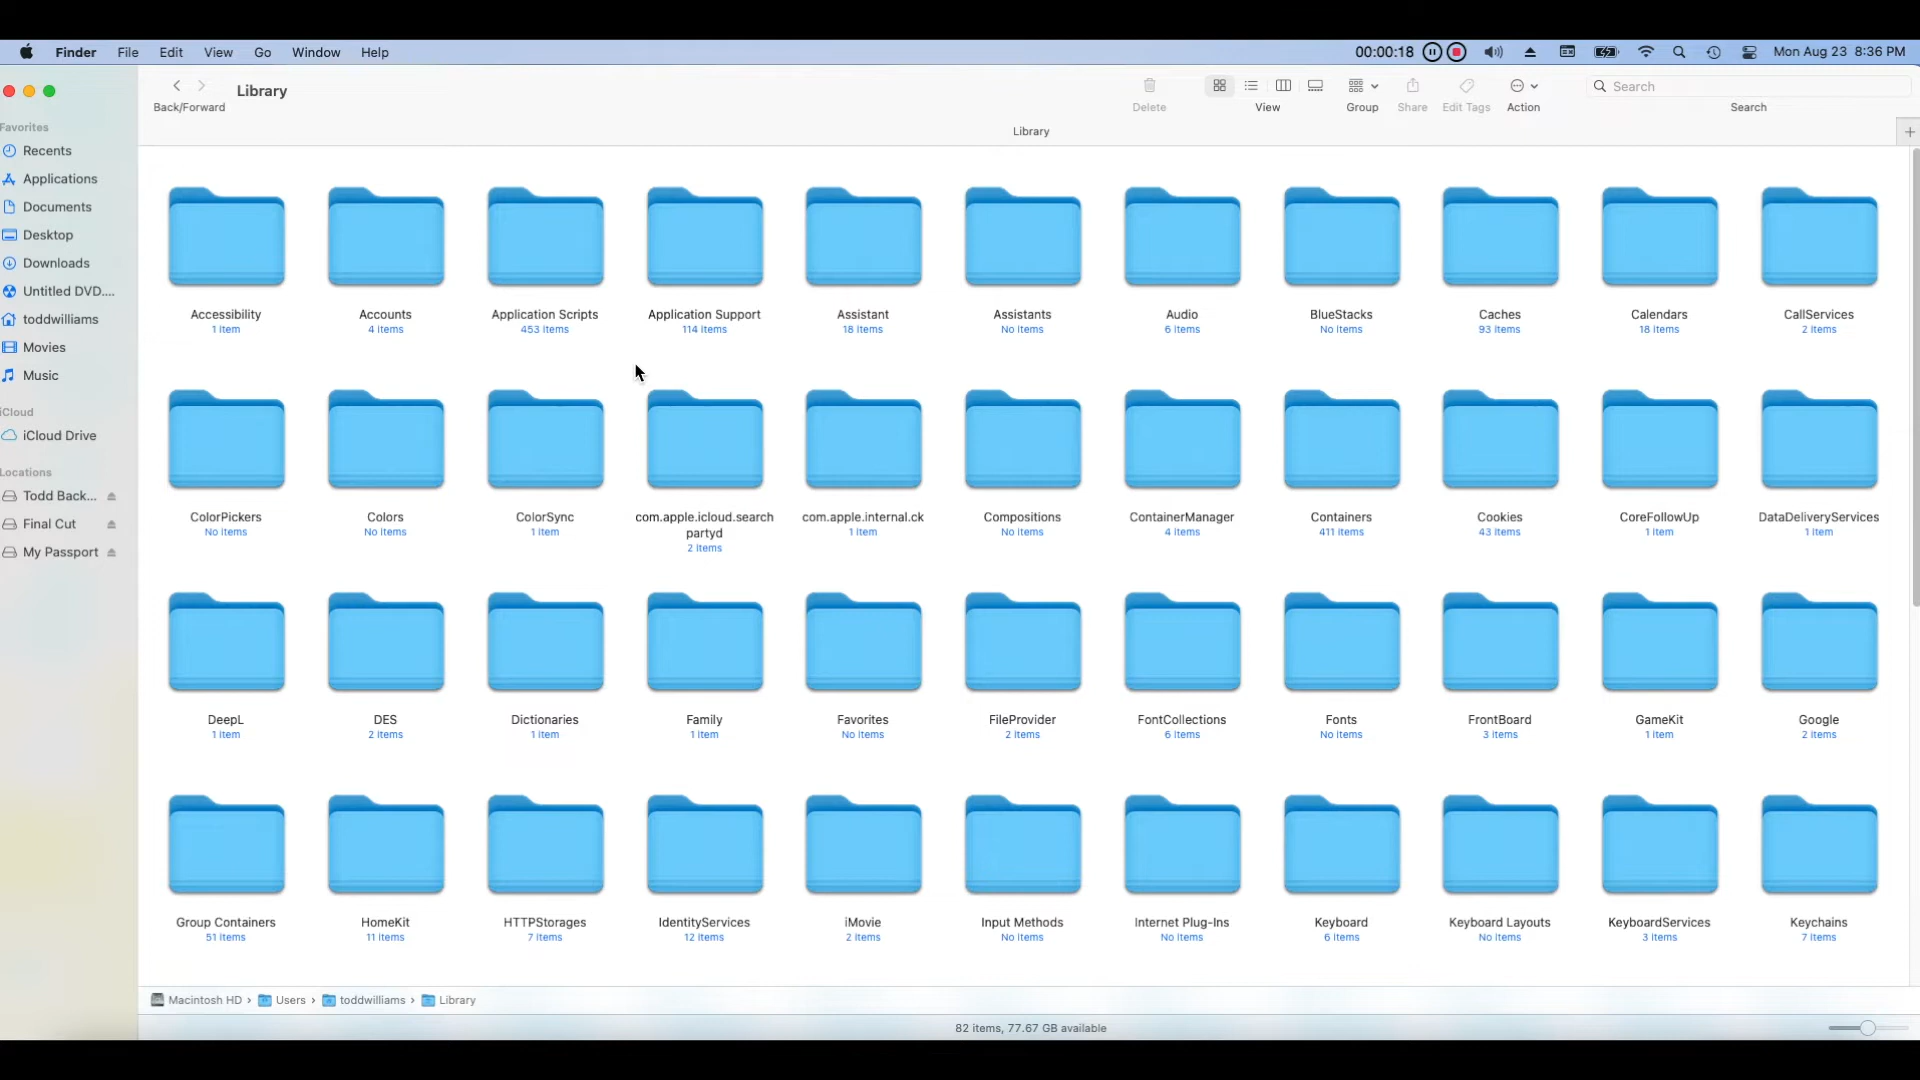 Finder File Edit View Go Window Help 00:00:18 Mon Aug 23 8:36 PM
Back/Forward
Library
Delete View Group Share Edit Tags Action Search
Search
Library
Favorites
Recents
Applications
Documents
Desktop
Downloads
Untitled DVD....
toddwilliams
Movies
Music
iCloud
iCloud Drive
Locations
Todd Back...
Final Cut
My Passport
Accessibility Accounts Application Scripts Application Support Assistant Assistants Audio BlueStacks Caches Calendars CallServices
1 item 4 items 453 items 114 items 18 items No items 6 items No items 93 items 18 items 2 items
ColorPickers Colors ColorSync com.apple.icloud.search com.apple.internal.ck Compositions ContainerManager Containers Cookies CoreFollowUp DataDeliveryServices
partyd
No items No items 1 item 2 items 1 item No items 4 items 411 items 43 items 1 item 1 item
DeepL DES Dictionaries Family Favorites FileProvider FontCollections Fonts FrontBoard GameKit Google
1 item 2 items 1 item 1 item No items 2 items 6 items No items 3 items 1 item 2 items
Group Containers HomeKit HTTPStorages IdentityServices iMovie Input Methods Internet Plug-Ins Keyboard Keyboard Layouts KeyboardServices Keychains
51 items 11 items 7 items 12 items 2 items No items No items 6 items No items 3 items 7 items
Macintosh HD › Users › toddwilliams › Library
82 items, 77.67 GB available